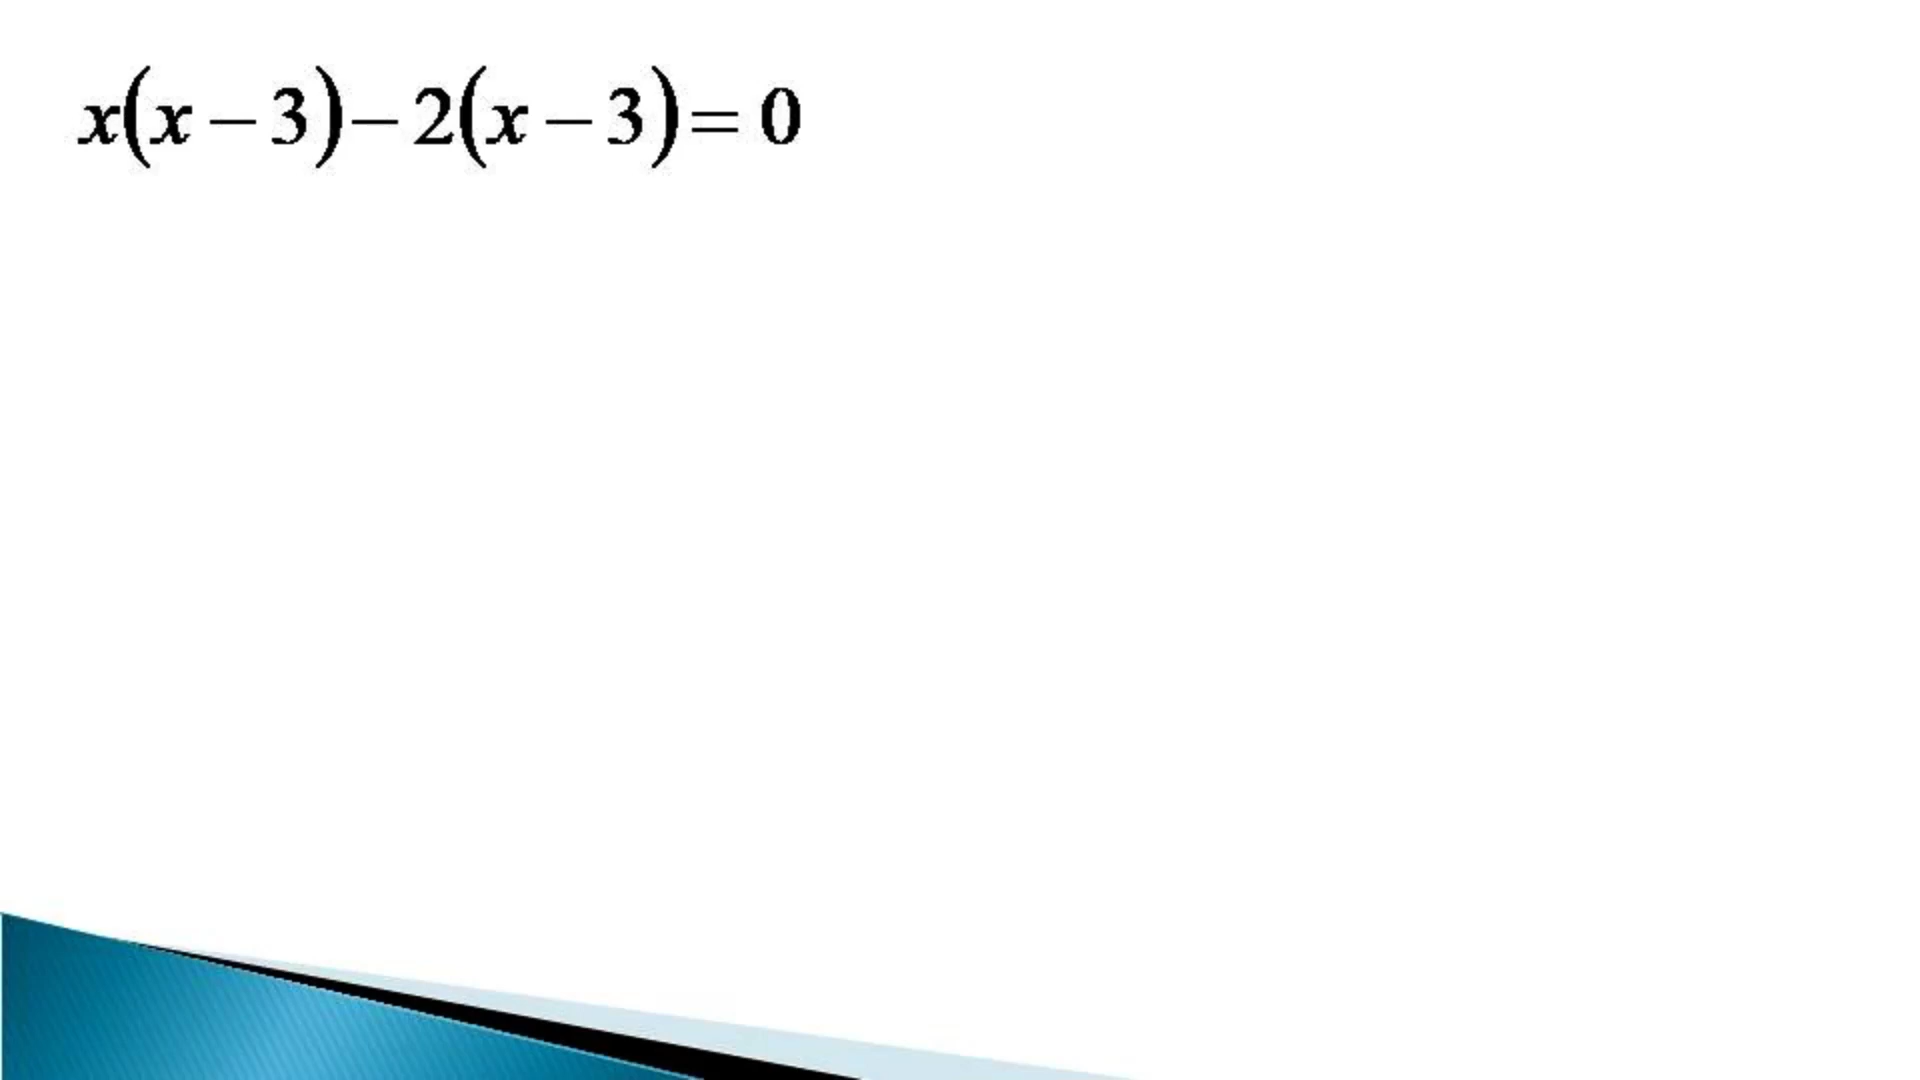 x(x − 3) − 2(x − 3) = 0